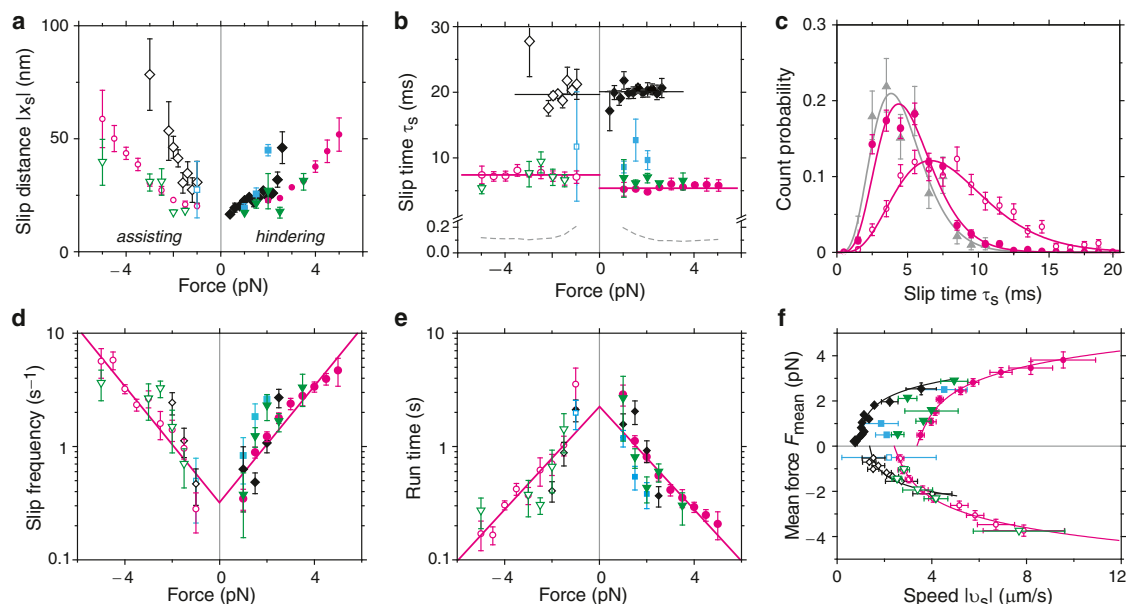 a
Slip distance |xs| (nm)
100
50
20
assisting
hindering
−4
0
4
Force (pN)
b
Slip time τs (ms)
30
20
10
0.2
0.0
−4
0
4
Force (pN)
c
Count probability
0.3
0.2
0.1
0
0
5
10
15
20
Slip time τs (ms)
d
Slip frequency (s⁻¹)
10
1
0.1
−4
0
4
Force (pN)
e
Run time (s)
10
1
0.1
−4
0
4
Force (pN)
f
Mean force Fmean (pN)
4
2
0
−2
−4
0
4
8
12
Speed |υs| (μm/s)